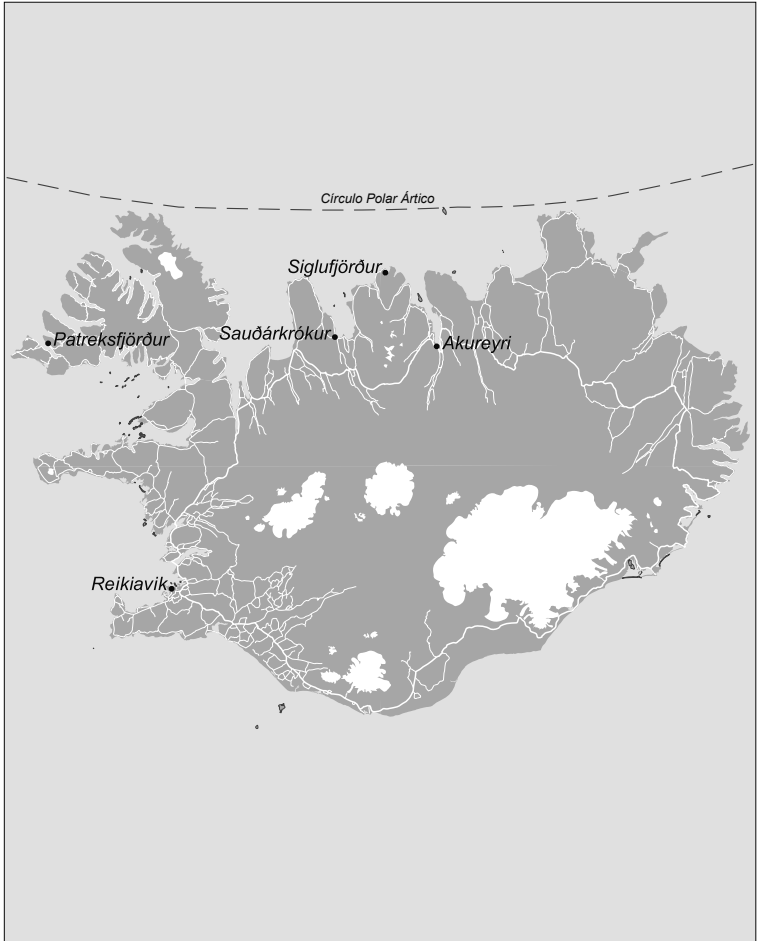 Círculo Polar Ártico
Siglufjörður
Sauðárkrókur
Patreksfjörður
Akureyri
Reikiavik